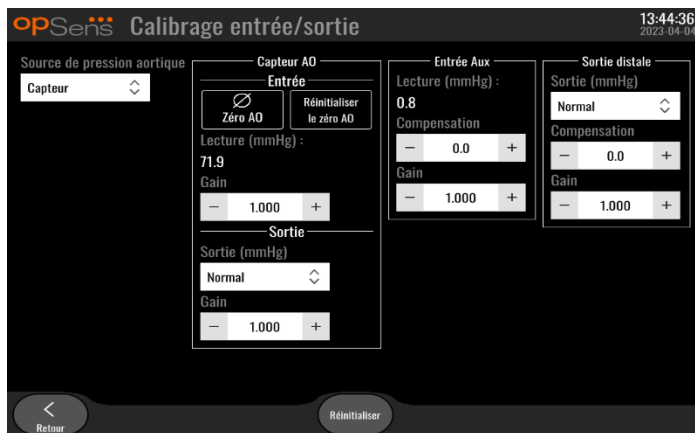 opSens Calibrage entrée/sortie
13:44:36
2023-04-04
Source de pression aortique
Capteur
Capteur AO
Entrée
Zéro AO
Réinitialiser
le zéro AO
Lecture (mmHg) :
71.9
Gain
− 1.000 +
Sortie
Sortie (mmHg)
Normal
Gain
− 1.000 +
Entrée Aux
Lecture (mmHg) :
0.8
Compensation
− 0.0 +
Gain
− 1.000 +
Sortie distale
Sortie (mmHg)
Normal
Compensation
− 0.0 +
Gain
− 1.000 +
Retour
Réinitialiser